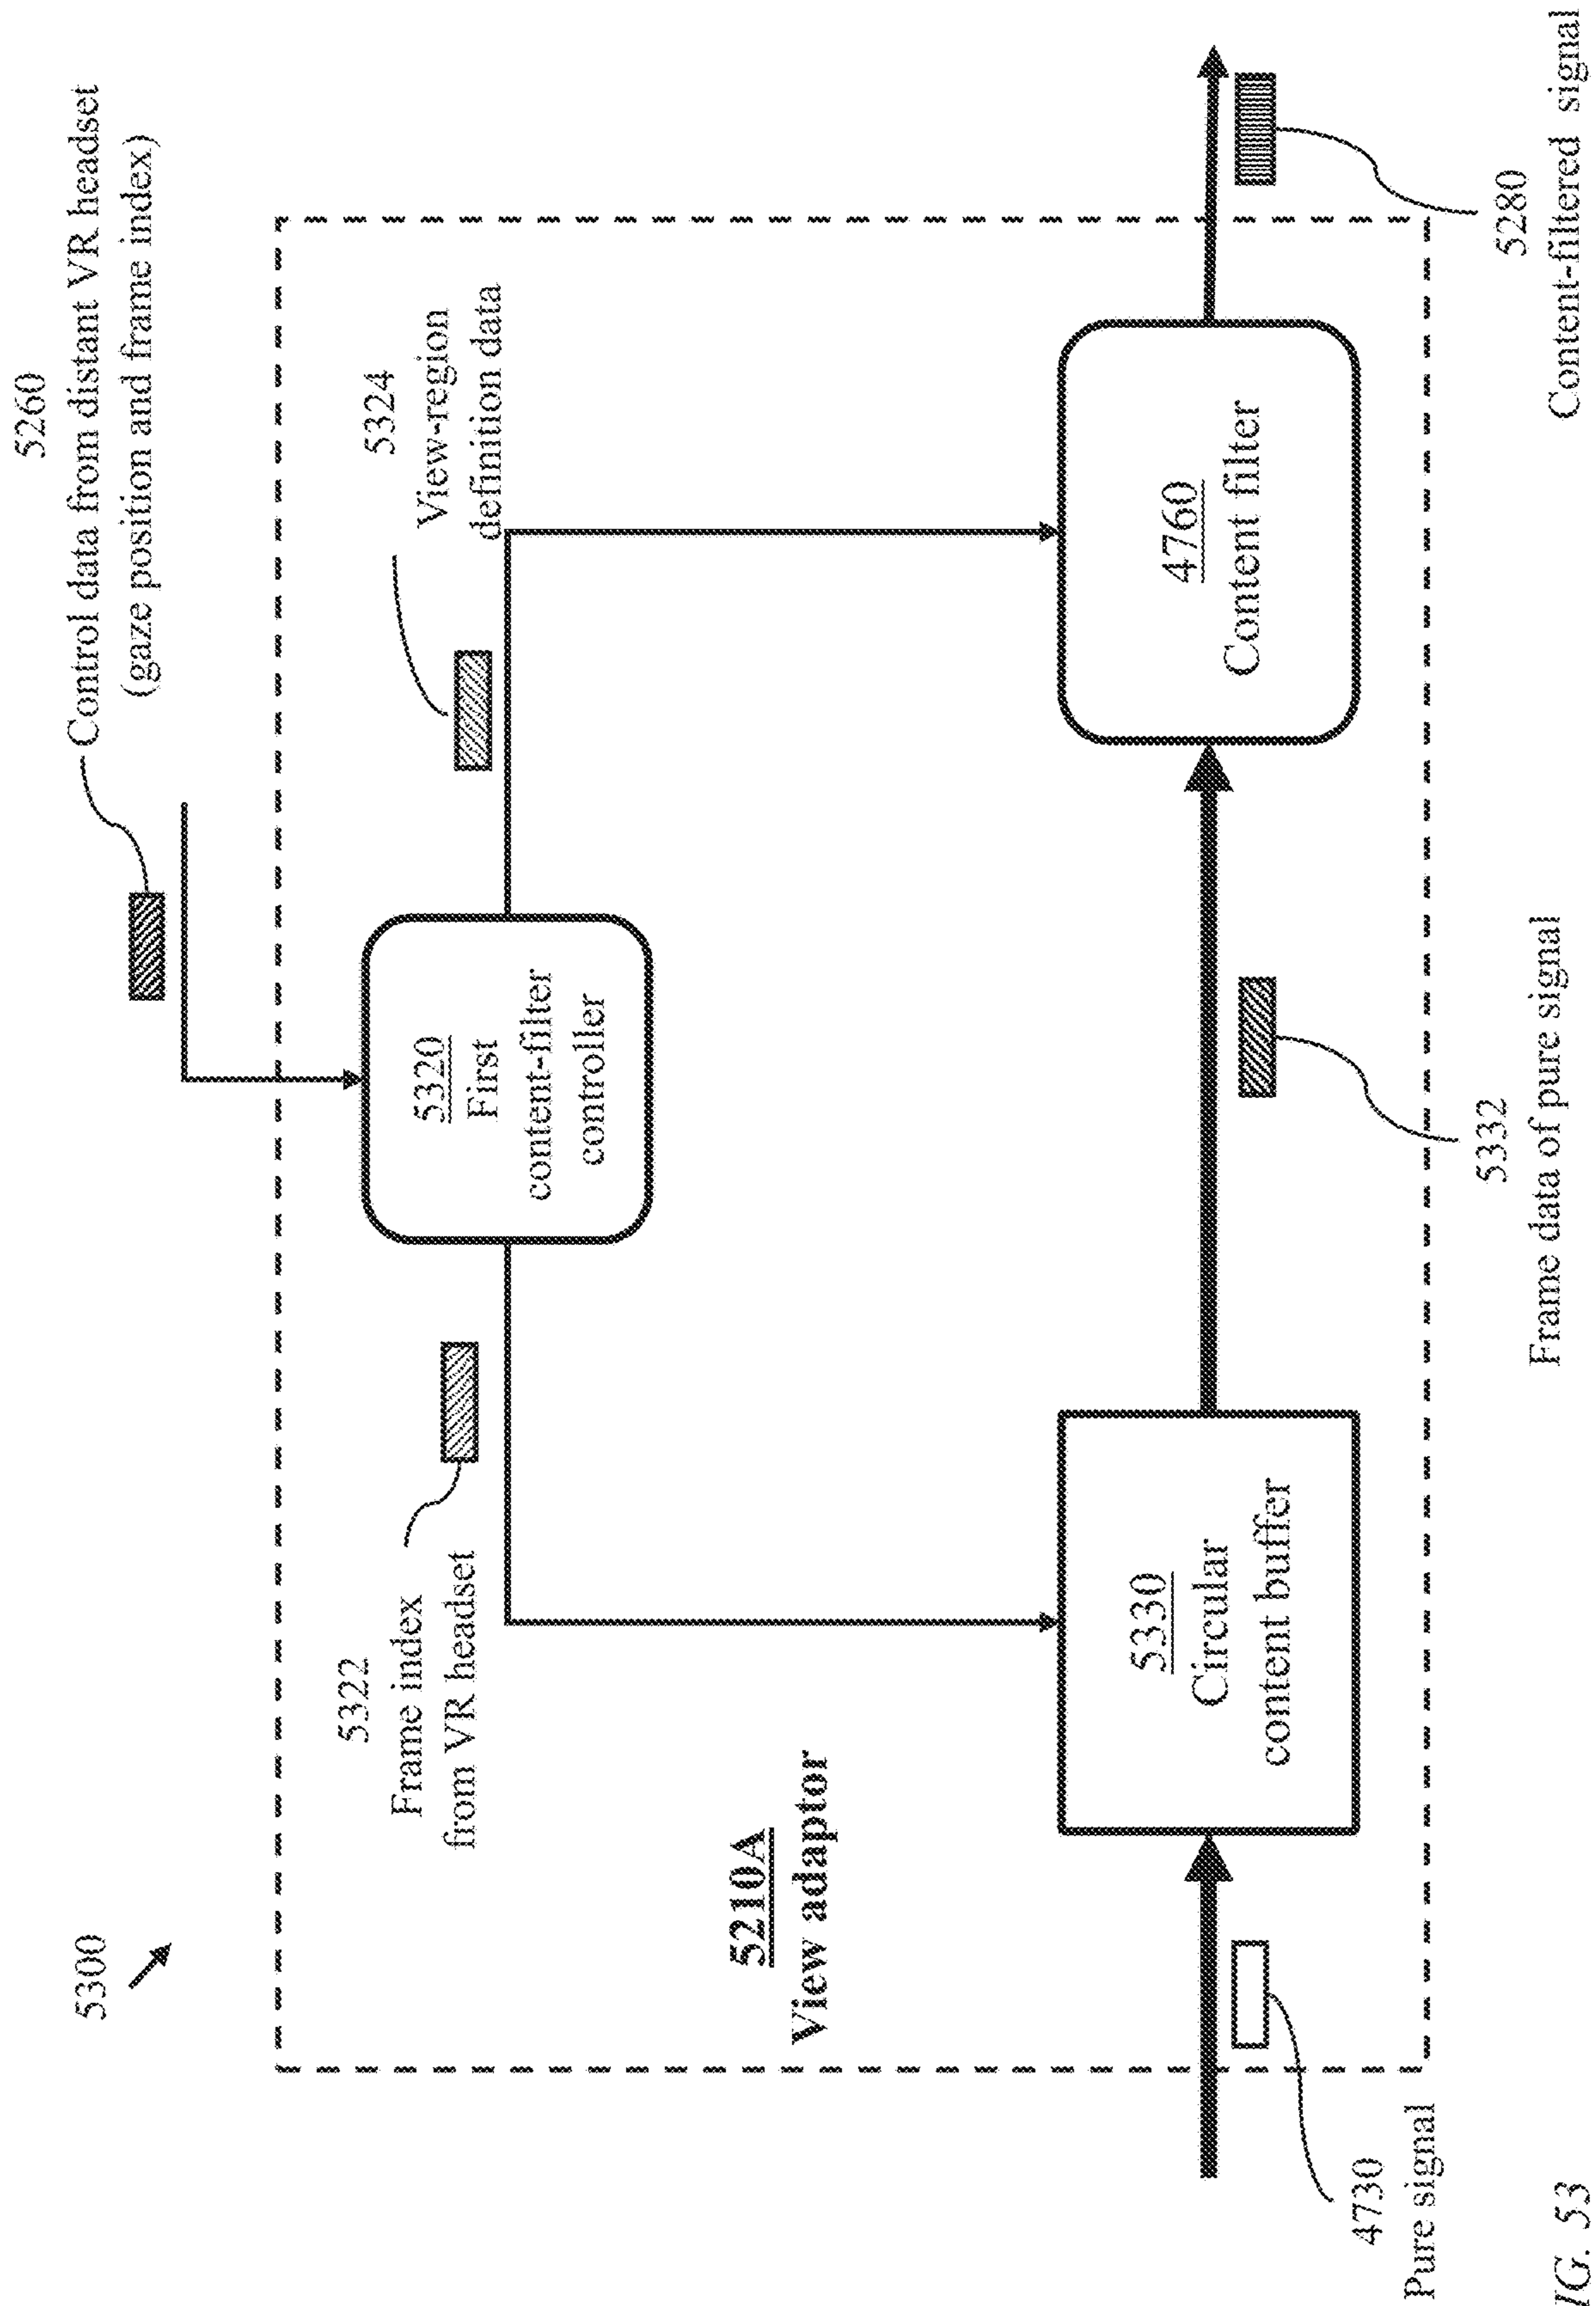 5300
5260
Control data from distant VR headset
(gaze position and frame index)
5322
Frame index
from VR headset
5320
First
content-filter
controller
5324
View-region
definition data
5210A
View adaptor
5330
Circular
content buffer
4760
Content filter
4730
Pure signal
5332
Frame data of pure signal
5280
Content-filtered signal
IG. 53